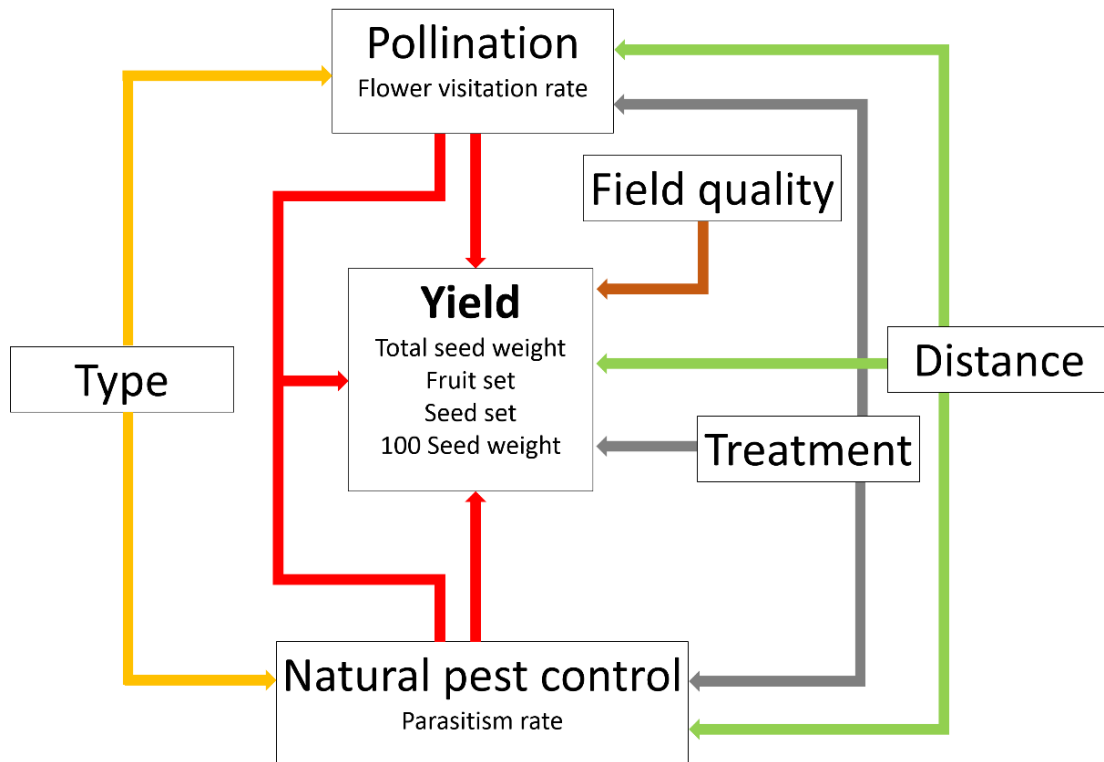 Pollination
Flower visitation rate
Field quality
Yield
Total seed weight
Fruit set
Seed set
100 Seed weight
Type
Distance
Treatment
Natural pest control
Parasitism rate